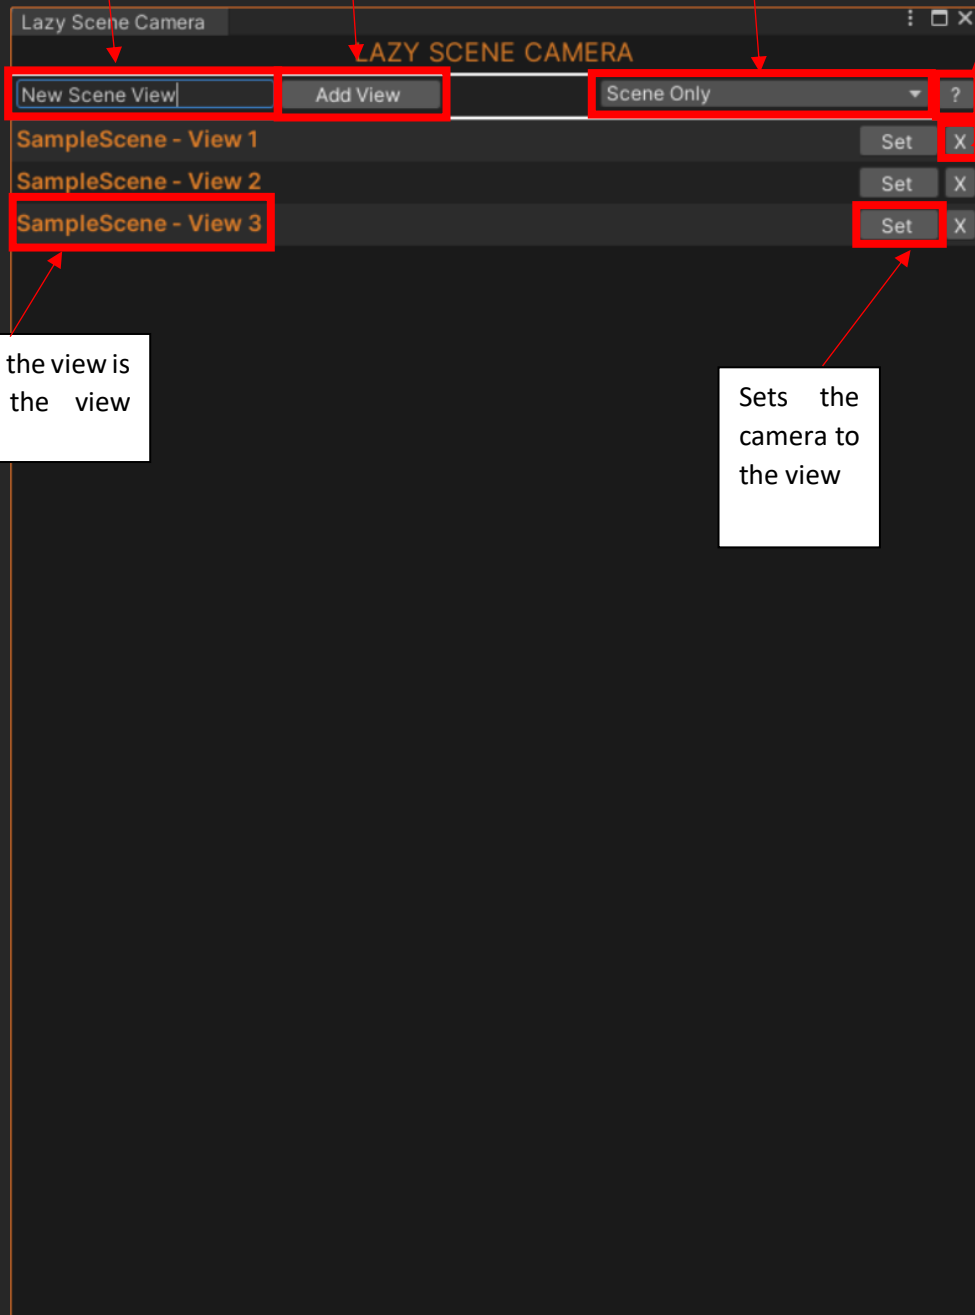 Lazy Scene Camera
LAZY SCENE CAMERA
New Scene View Add View Scene Only ?
SampleScene - View 1 Set X
SampleScene - View 2 Set X
SampleScene - View 3 Set X
the view is
the view
Sets the
camera to
the view